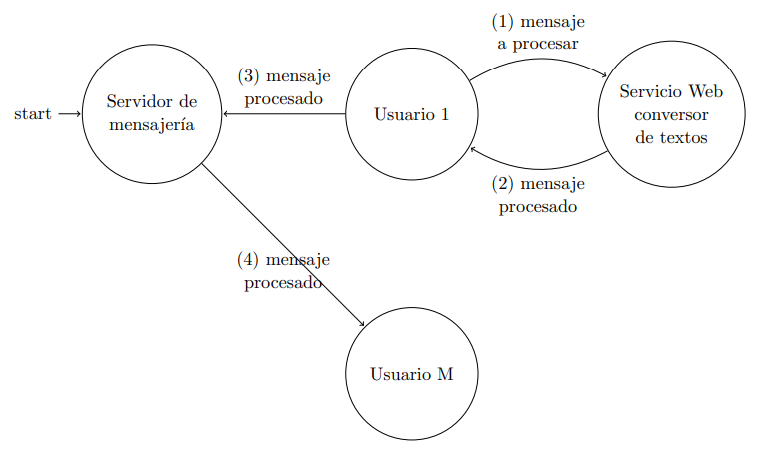 (1) mensaje
a procesar
(3) mensaje
procesado
start
Servidor de
mensajería
Usuario 1
Servicio Web
conversor
de textos
(2) mensaje
procesado
(4) mensaje
procesado
Usuario M